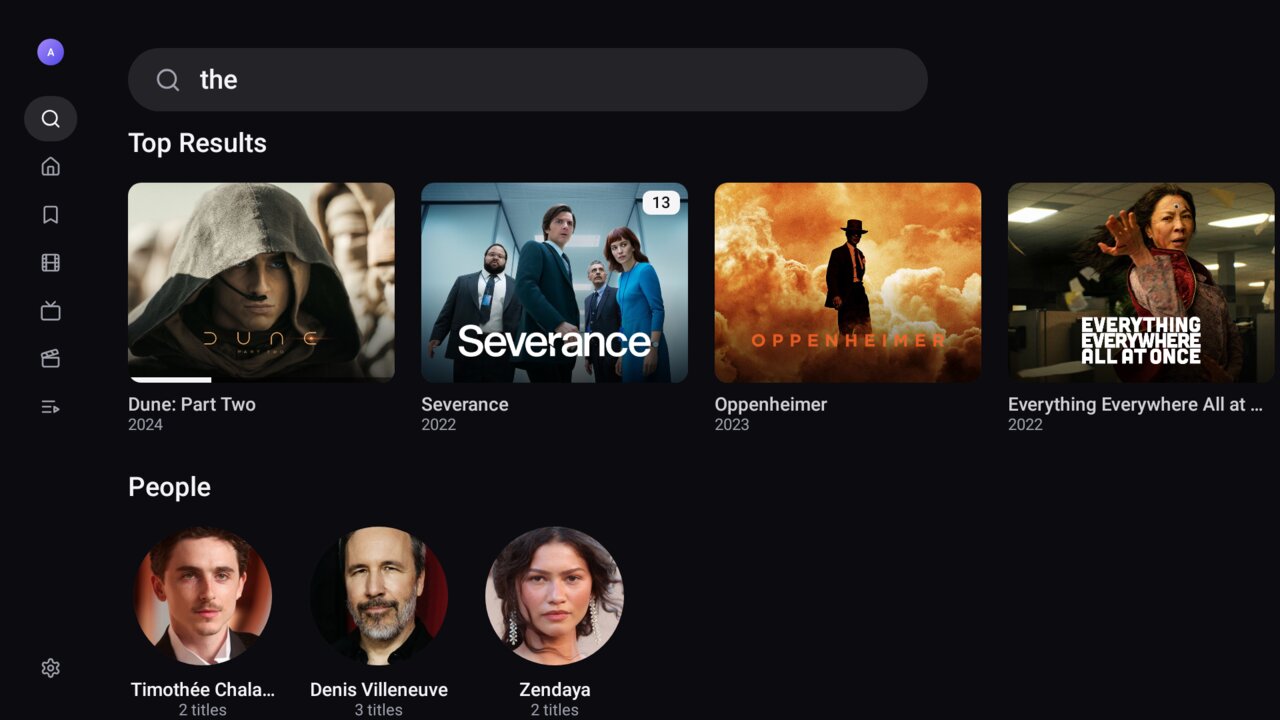 A
the
Top Results
DUNE
PART TWO
13
Severance
OPPENHEIMER
EVERYTHING
EVERYWHERE
ALL AT ONCE
Dune: Part Two
Severance
Oppenheimer
Everything Everywhere All at ...
2024
2022
2023
2022
People
Timothée Chala...
Denis Villeneuve
Zendaya
2 titles
3 titles
2 titles